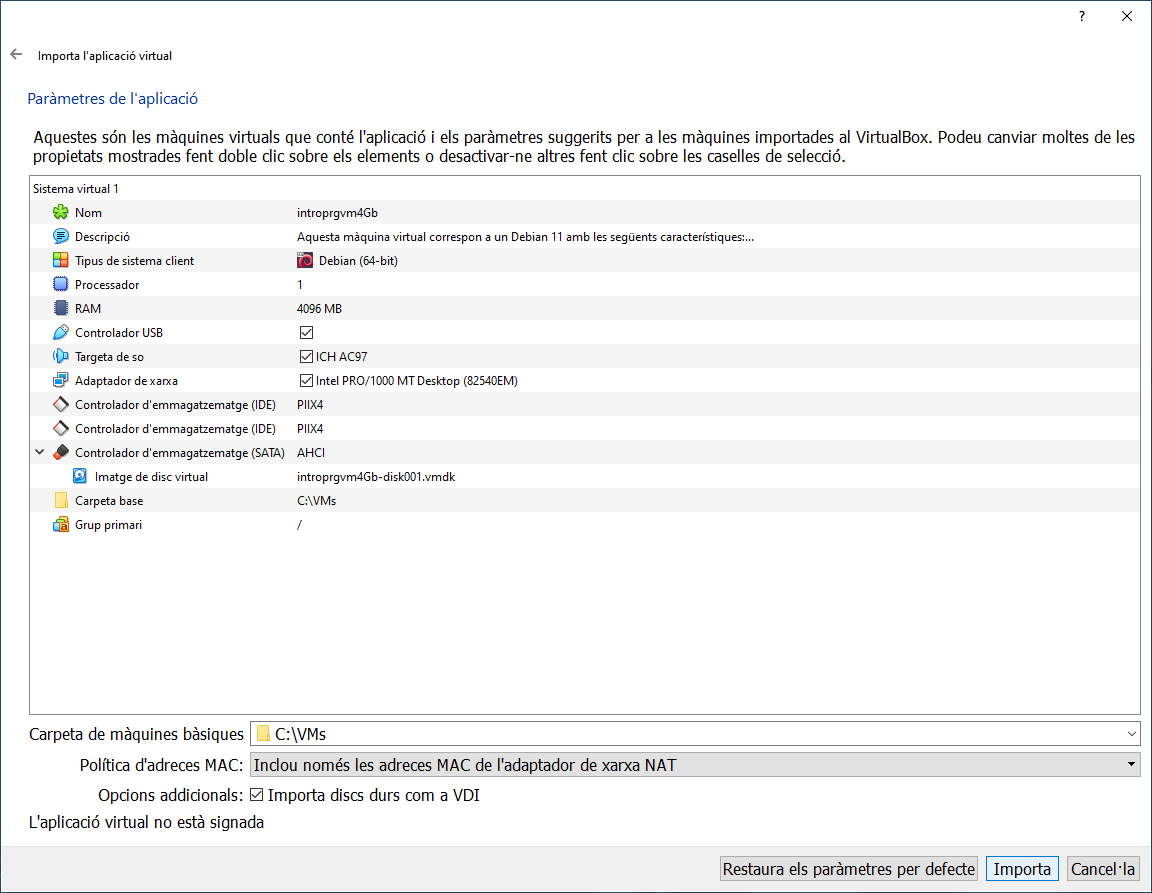 ?
Importa l'aplicació virtual
Paràmetres de l'aplicació
Aquestes són les màquines virtuals que conté l'aplicació i els paràmetres suggerits per a les màquines importades al VirtualBox. Podeu canviar moltes de les
propietats mostrades fent doble clic sobre els elements o desactivar-ne altres fent clic sobre les caselles de selecció.
Sistema virtual 1
Nom introprgvm4Gb
Descripció Aquesta màquina virtual correspon a un Debian 11 amb les següents característiques:...
Tipus de sistema client Debian (64-bit)
Processador 1
RAM 4096 MB
Controlador USB
Targeta de so ICH AC97
Adaptador de xarxa Intel PRO/1000 MT Desktop (82540EM)
Controlador d'emmagatzematge (IDE) PIIX4
Controlador d'emmagatzematge (IDE) PIIX4
Controlador d'emmagatzematge (SATA) AHCI
Imatge de disc virtual introprgvm4Gb-disk001.vmdk
Carpeta base C:\VMs
Grup primari /
Carpeta de màquines bàsiques C:\VMs
Política d'adreces MAC: Inclou només les adreces MAC de l'adaptador de xarxa NAT
Opcions addicionals: Importa discs durs com a VDI
L'aplicació virtual no està signada
Restaura els paràmetres per defecte Importa Cancel·la